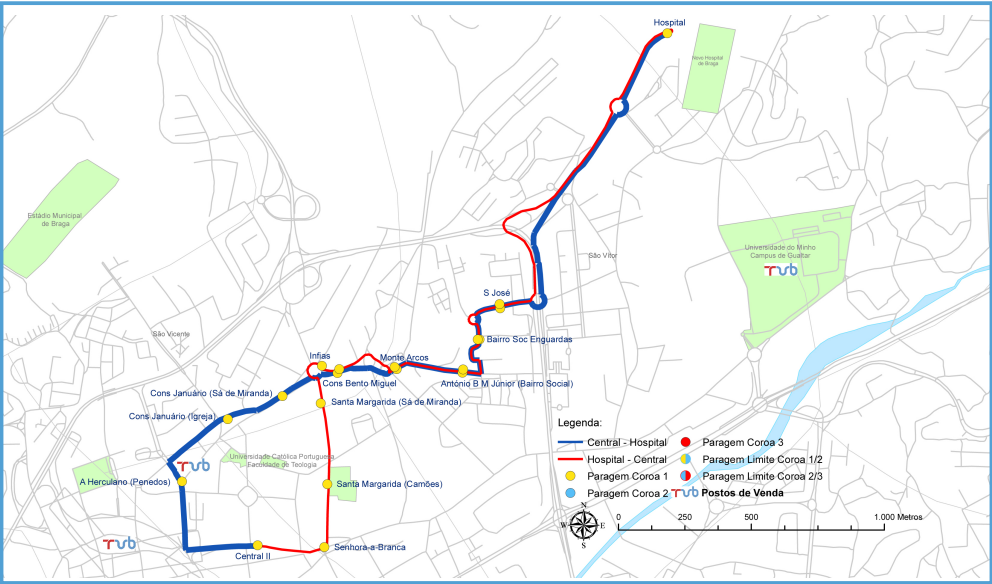 Hospital
Novo Hospital
de Braga
Estádio Municipal
de Braga
Universidade do Minho
Campus de Gualtar
TUB
São Vitor
S José
São Vicente
Bairro Soc Enguardas
Infias
Monte Arcos
Cons Bento Miguel
António B M Júnior (Bairro Social)
Cons Januário (Sá de Miranda)
Santa Margarida (Sá de Miranda)
Cons Januário (Igreja)
Legenda:
Central - Hospital
Hospital - Central
Paragem Coroa 1
Paragem Coroa 2
Paragem Coroa 3
Paragem Limite Coroa 1/2
Paragem Limite Coroa 2/3
TUB Postos de Venda
Universidade Católica Portuguesa
Faculdade de Teologia
TUB
A Herculano (Penedos)
Santa Margarida (Camões)
N
W E
S
0 250 500 1.000 Metros
TUB
Central II
Senhora-a-Branca